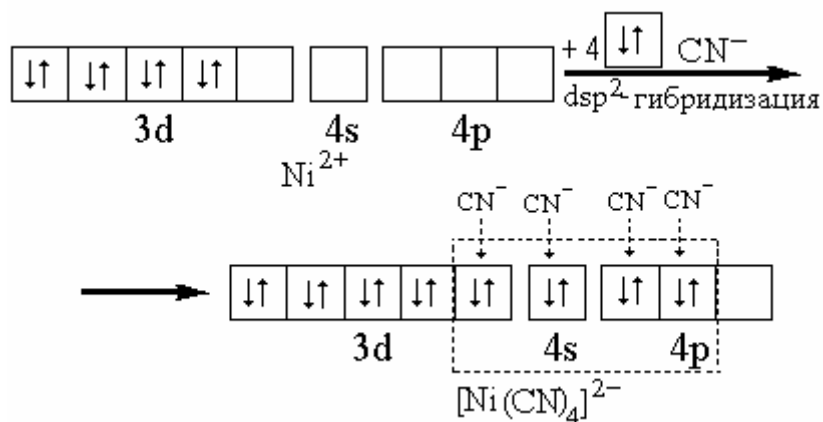 ↓↑ ↓↑ ↓↑ ↓↑ + 4 ↓↑ CN⁻
dsp² гибридизация
3d 4s 4p
Ni²⁺
CN⁻ CN⁻ CN⁻ CN⁻
↓↑ ↓↑ ↓↑ ↓↑ ↓↑ ↓↑ ↓↑ ↓↑
3d 4s 4p
[Ni(CN)₄]²⁻